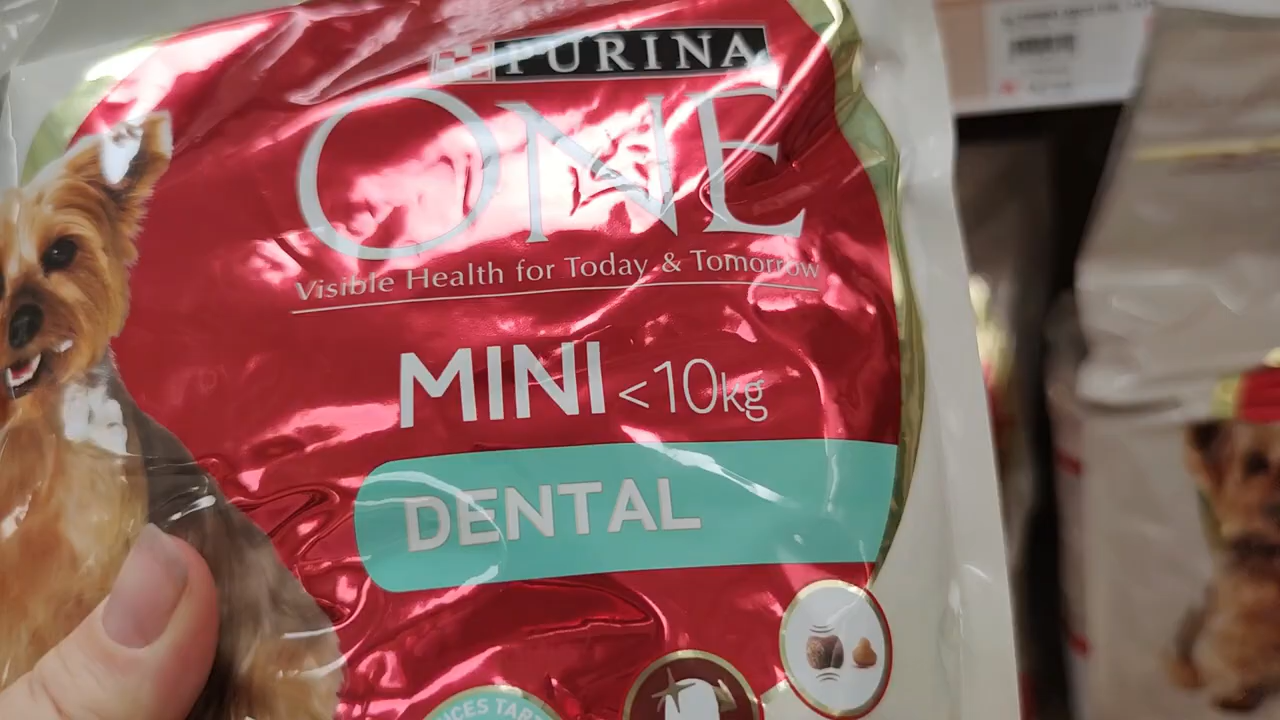 PURINA
ONE
Visible Health for Today & Tomorrow
MINI <10kg
DENTAL